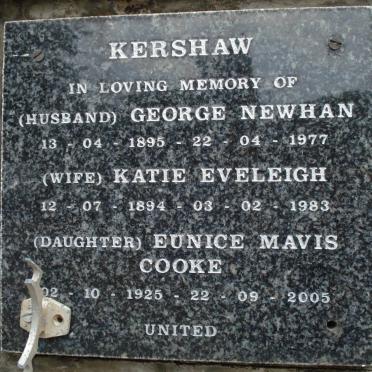 KERSHAW
IN LOVING MEMORY OF
(HUSBAND) GEORGE NEWHAN
13 - 04 - 1895 - 22 - 04 - 1977
(WIFE) KATIE EVELEIGH
12 - 07 - 1894 - 03 - 02 - 1983
(DAUGHTER) EUNICE MAVIS
COOKE
02 - 10 - 1925 - 22 - 09 - 2005
UNITED